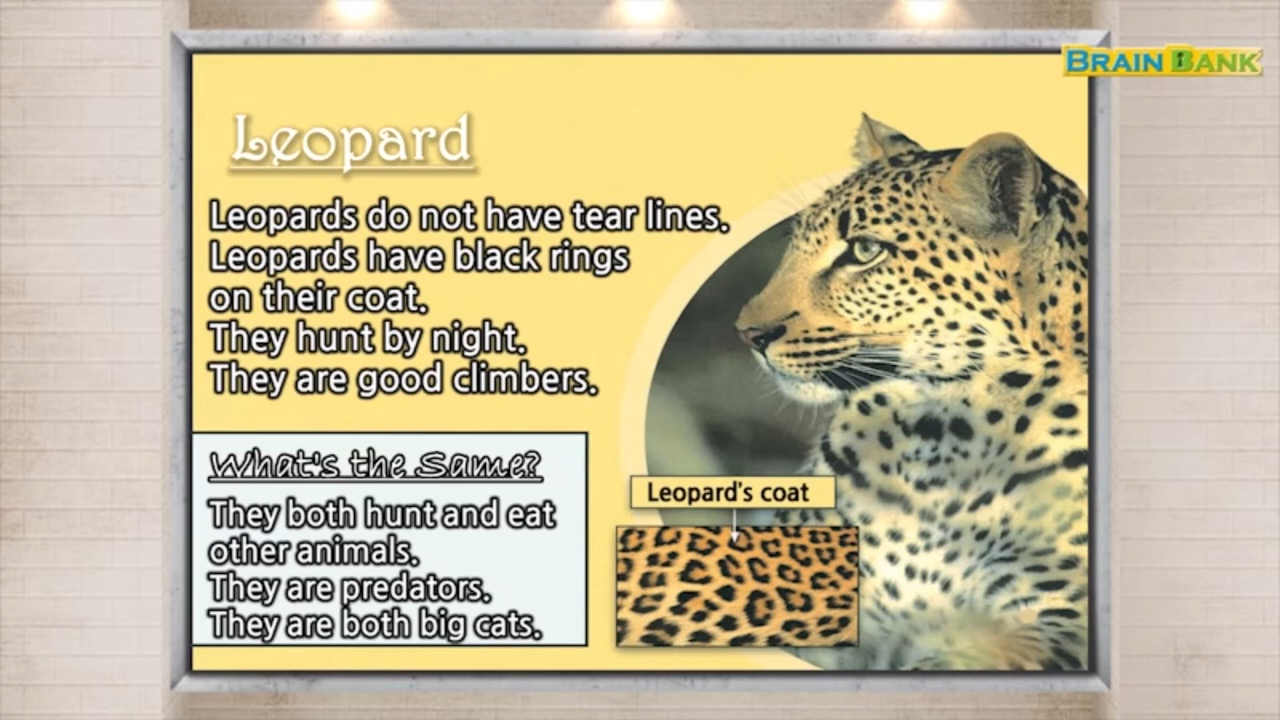 BRAIN BANK
Leopard
Leopards do not have tear lines.
Leopards have black rings
on their coat.
They hunt by night.
They are good climbers.
What's the Same?
They both hunt and eat
other animals.
They are predators.
They are both big cats.
Leopard's coat